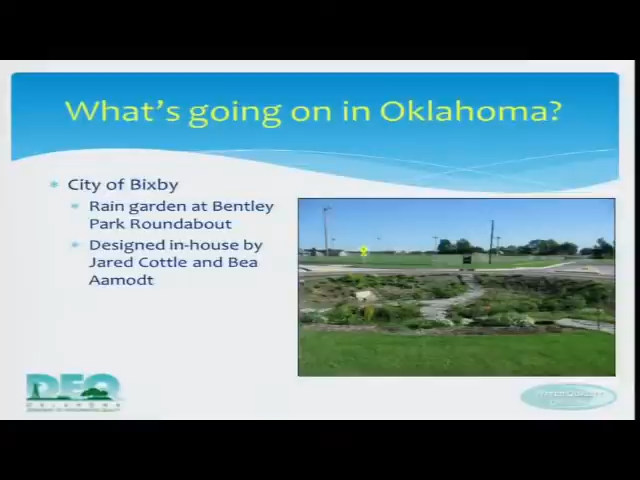 What's going on in Oklahoma?
City of Bixby
Rain garden at Bentley
Park Roundabout
Designed in-house by
Jared Cottle and Bea
Aamodt
DEQ
OKLAHOMA